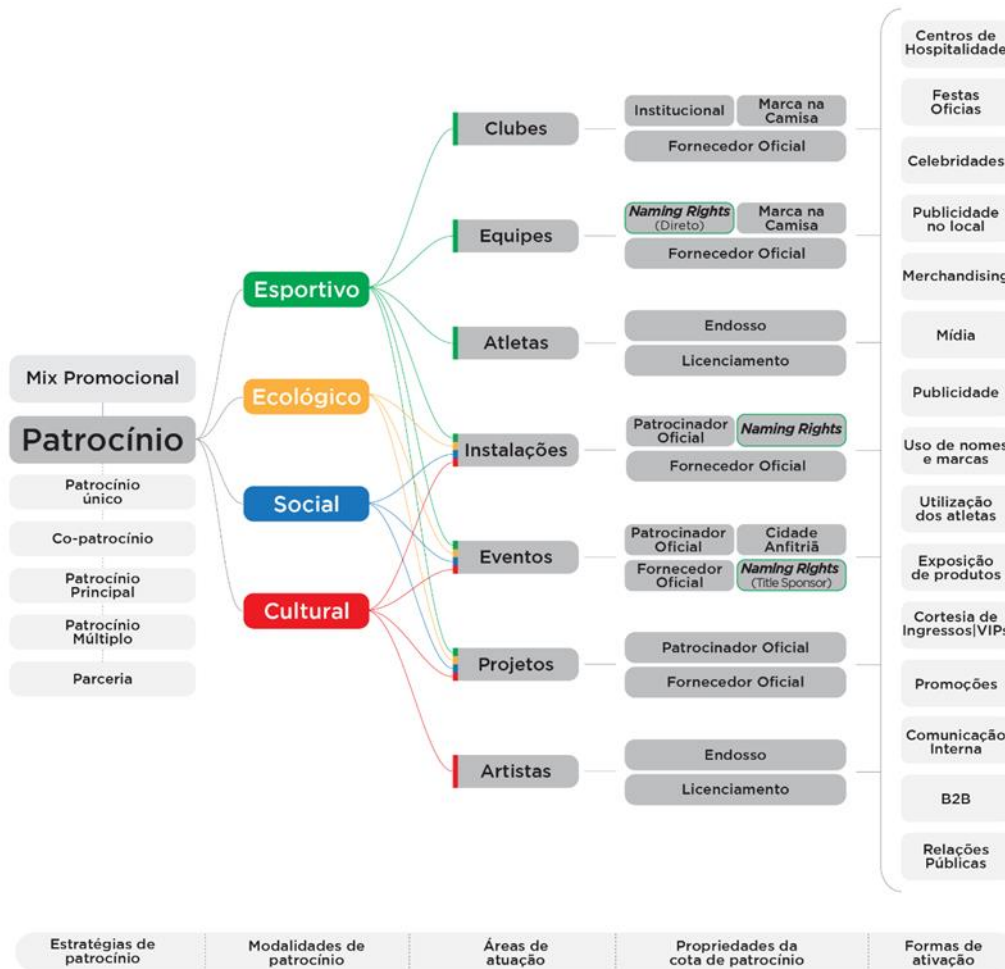 Mix Promocional
Patrocínio
Patrocínio
único
Co-patrocínio
Patrocínio
Principal
Patrocínio
Múltiplo
Parceria
Esportivo
Ecológico
Social
Cultural
Clubes
Equipes
Atletas
Instalações
Eventos
Projetos
Artistas
Institucional
Marca na
Camisa
Fornecedor Oficial
Naming Rights
(Direto)
Marca na
Camisa
Fornecedor Oficial
Endosso
Licenciamento
Patrocinador
Oficial
Naming Rights
Fornecedor Oficial
Patrocinador
Oficial
Cidade
Anfitriã
Fornecedor
Oficial
Naming Rights
(Title Sponsor)
Patrocinador Oficial
Fornecedor Oficial
Endosso
Licenciamento
Centros de
Hospitalidade
Festas
Oficias
Celebridades
Publicidade
no local
Merchandising
Mídia
Publicidade
Uso de nomes
e marcas
Utilização
dos atletas
Exposição
de produtos
Cortesia de
Ingressos|VIPs
Promoções
Comunicação
Interna
B2B
Relações
Públicas
Estratégias de
patrocínio
Modalidades de
patrocínio
Áreas de
atuação
Propriedades da
cota de patrocínio
Formas de
ativação